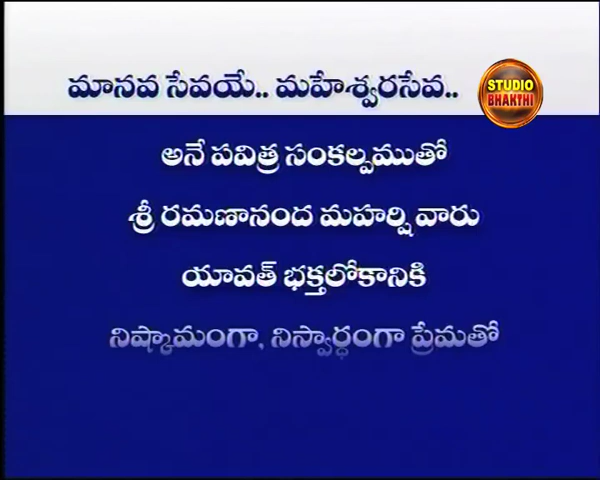 మానవ సేవయే.. మహేశ్వరసేవ..
STUDIO
BHAKTHI
అనే పవిత్ర సంకల్పముతో
శ్రీ రమణానంద మహర్షి వారు
యావత్ భక్తలోకానికి
నిష్కామంగా, నిస్వార్థంగా ప్రేమతో